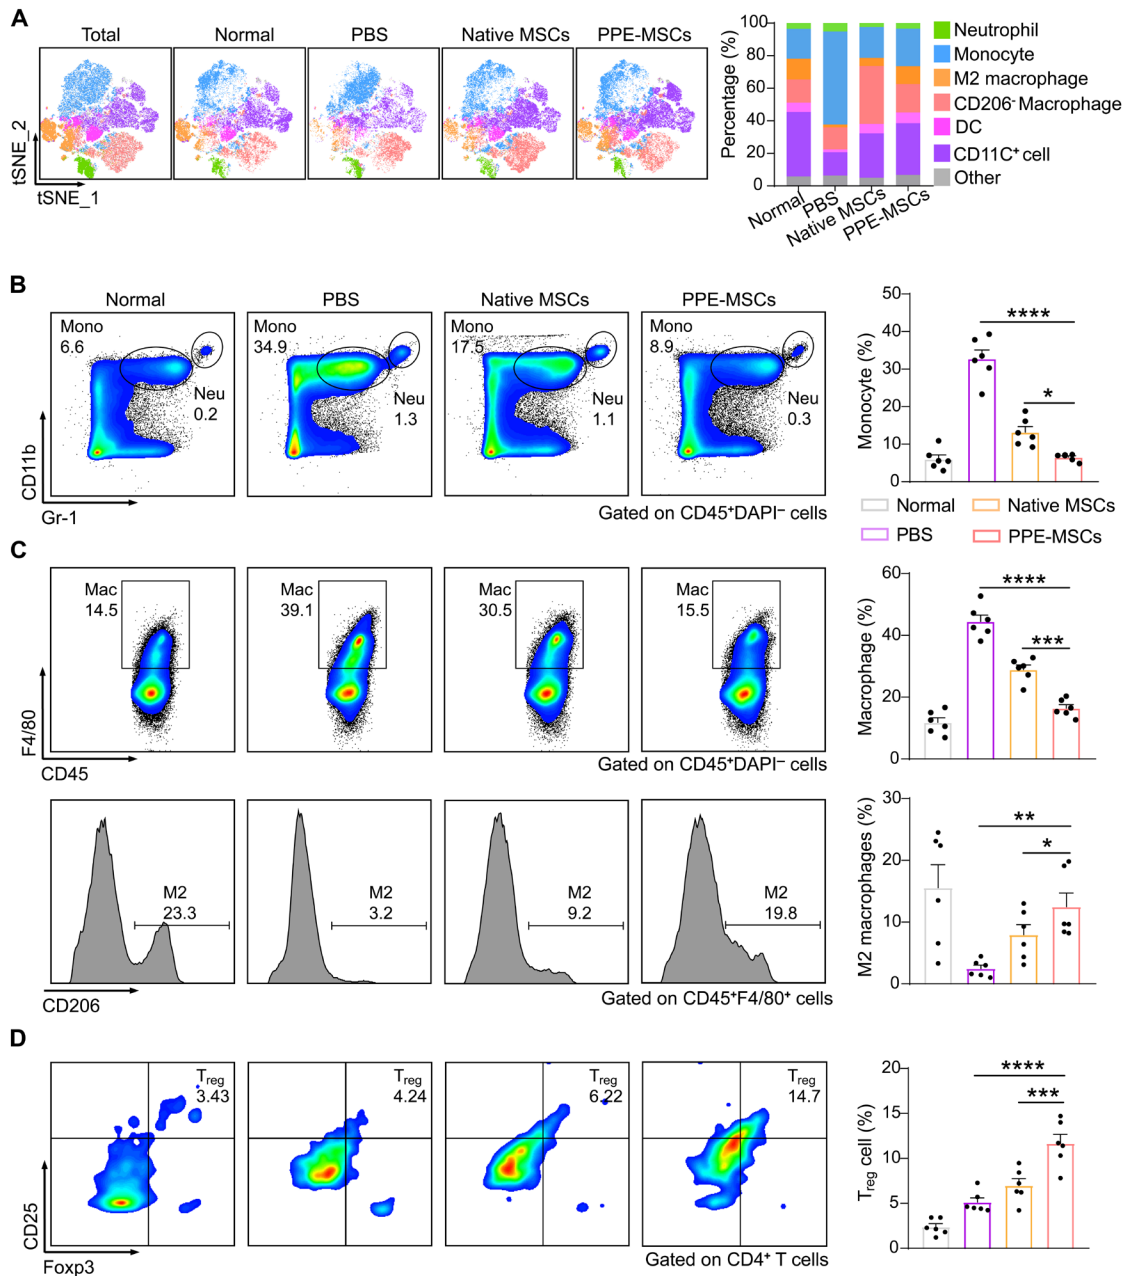 A
Total
Normal
PBS
Native MSCs
PPE-MSCs
tSNE_2
tSNE_1
Percentage (%)
100
80
60
40
20
0
Normal
PBS
Native MSCs
PPE-MSCs
Neutrophil
Monocyte
M2 macrophage
CD206⁻ Macrophage
DC
CD11C⁺ cell
Other
B
Normal
PBS
Native MSCs
PPE-MSCs
Mono
6.6
Neu
0.2
Mono
34.9
Neu
1.3
Mono
17.5
Neu
1.1
Mono
8.9
Neu
0.3
CD11b
Gr-1
Gated on CD45⁺DAPI⁻ cells
Monocyte (%)
50
40
30
20
10
0
****
*
Normal
Native MSCs
PBS
PPE-MSCs
C
Mac
14.5
Mac
39.1
Mac
30.5
Mac
15.5
F4/80
CD45
Gated on CD45⁺DAPI⁻ cells
Macrophage (%)
60
40
20
0
****
***
M2
23.3
M2
3.2
M2
9.2
M2
19.8
CD206
Gated on CD45⁺F4/80⁺ cells
M2 macrophages (%)
30
20
10
0
**
*
D
Treg
3.43
Treg
4.24
Treg
6.22
Treg
14.7
CD25
Foxp3
Gated on CD4⁺ T cells
Treg cell (%)
20
15
10
5
0
****
***